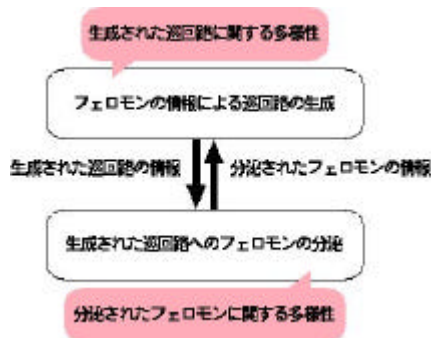 生成された巡回路に関する多様性
フェロモンの情報による巡回路の生成
生成された巡回路の情報
分泌されたフェロモンの情報
生成された巡回路へのフェロモンの分泌
分泌されたフェロモンに関する多様性